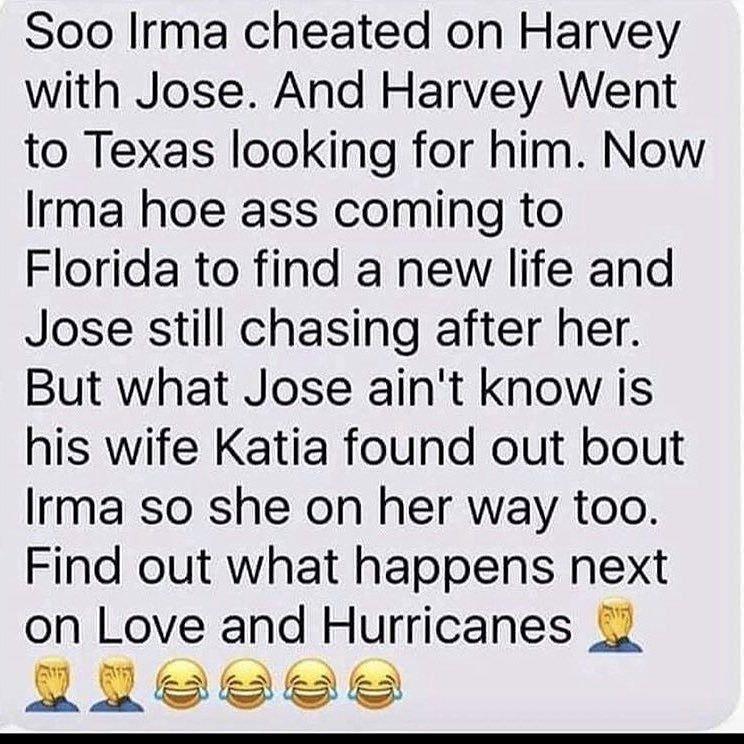 Soo Irma cheated on Harvey
with Jose. And Harvey Went
to Texas looking for him. Now
Irma hoe ass coming to
Florida to find a new life and
Jose still chasing after her.
But what Jose ain't know is
his wife Katia found out bout
Irma so she on her way too.
Find out what happens next
on Love and Hurricanes 🤦‍♂️
🤦‍♂️🤦‍♂️😂😂😂😂